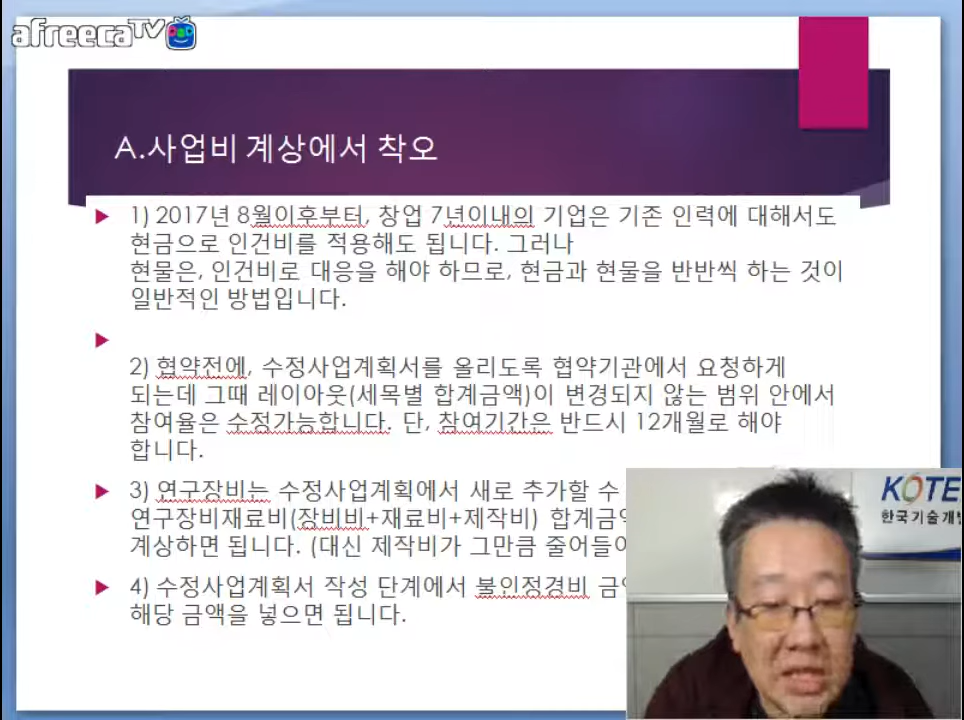 afreecaTV
A.사업비 계상에서 착오
1) 2017년 8월이후부터, 창업 7년이내의 기업은 기존 인력에 대해서도
현금으로 인건비를 적용해도 됩니다. 그러나
현물은, 인건비로 대응을 해야 하므로, 현금과 현물을 반반씩 하는 것이
일반적인 방법입니다.
2) 협약전에, 수정사업계획서를 올리도록 협약기관에서 요청하게
되는데 그때 레이아웃(세목별 합계금액)이 변경되지 않는 범위 안에서
참여율은 수정가능합니다. 단, 참여기간은 반드시 12개월로 해야
합니다.
3) 연구장비는 수정사업계획에서 새로 추가할 수
연구장비재료비(장비비+재료비+제작비) 합계금
계상하면 됩니다. (대신 제작비가 그만큼 줄어들
4) 수정사업계획서 작성 단계에서 불인정경비
해당 금액을 넣으면 됩니다.
KOTE
한국기술개발